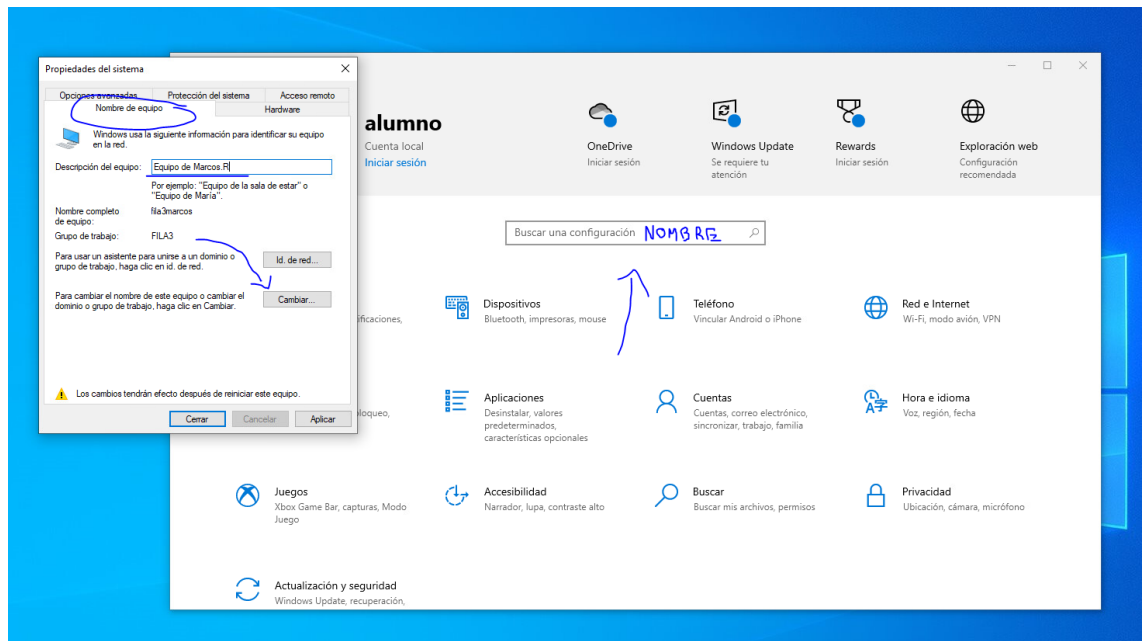 Propiedades del sistema
Opciones avanzadas Protección del sistema Acceso remoto
Nombre de equipo Hardware
Windows usa la siguiente información para identificar su equipo
en la red.
Descripción del equipo: Equipo de Marcos.R
Por ejemplo: "Equipo de la sala de estar" o
"Equipo de María".
Nombre completo
de equipo:
fila3marcos
Grupo de trabajo: FILA3
Para usar un asistente para unirse a un dominio o
grupo de trabajo, haga clic en Id. de red.
Id. de red...
Para cambiar el nombre de este equipo o cambiar el
dominio o grupo de trabajo, haga clic en Cambiar.
Cambiar...
Los cambios tendrán efecto después de reiniciar este equipo.
Cerrar Cancelar Aplicar
alumno
Cuenta local
Iniciar sesión
OneDrive
Iniciar sesión
Windows Update
Se requiere tu
atención
Rewards
Iniciar sesión
Exploración web
Configuración
recomendada
Buscar una configuración NOMBRE
ificaciones,
Dispositivos
Bluetooth, impresoras, mouse
Teléfono
Vincular Android o iPhone
Red e Internet
Wi-Fi, modo avión, VPN
loqueo,
Aplicaciones
Desinstalar, valores
predeterminados,
características opcionales
Cuentas
Cuentas, correo electrónico,
sincronizar, trabajo, familia
Hora e idioma
Voz, región, fecha
Juegos
Xbox Game Bar, capturas, Modo
Juego
Accesibilidad
Narrador, lupa, contraste alto
Buscar
Buscar mis archivos, permisos
Privacidad
Ubicación, cámara, micrófono
Actualización y seguridad
Windows Update, recuperación,